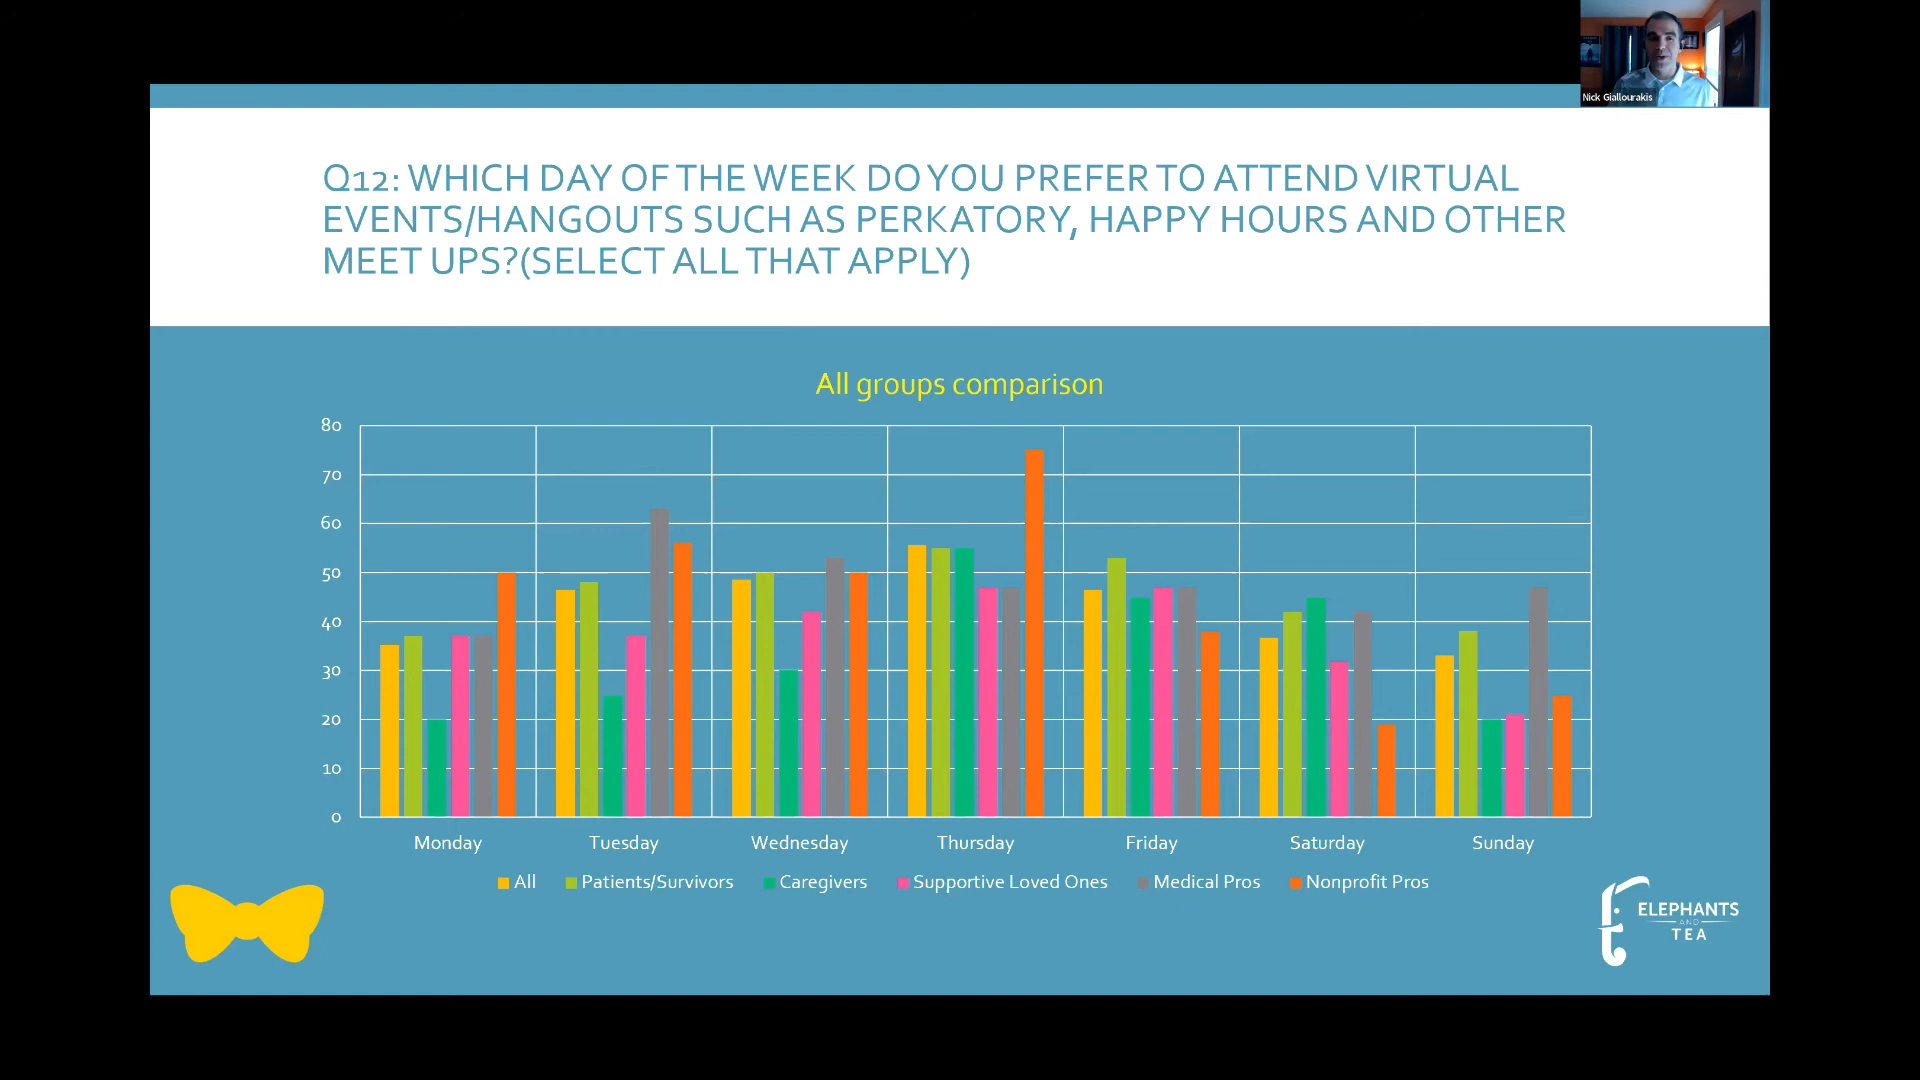 Nick Giallourakis
Q12: WHICH DAY OF THE WEEK DO YOU PREFER TO ATTEND VIRTUAL
EVENTS/HANGOUTS SUCH AS PERKATORY, HAPPY HOURS AND OTHER
MEET UPS?(SELECT ALL THAT APPLY)
All groups comparison
80
70
60
50
40
30
20
10
0
Monday Tuesday Wednesday Thursday Friday Saturday Sunday
All Patients/Survivors Caregivers Supportive Loved Ones Medical Pros Nonprofit Pros
ELEPHANTS
AND
TEA